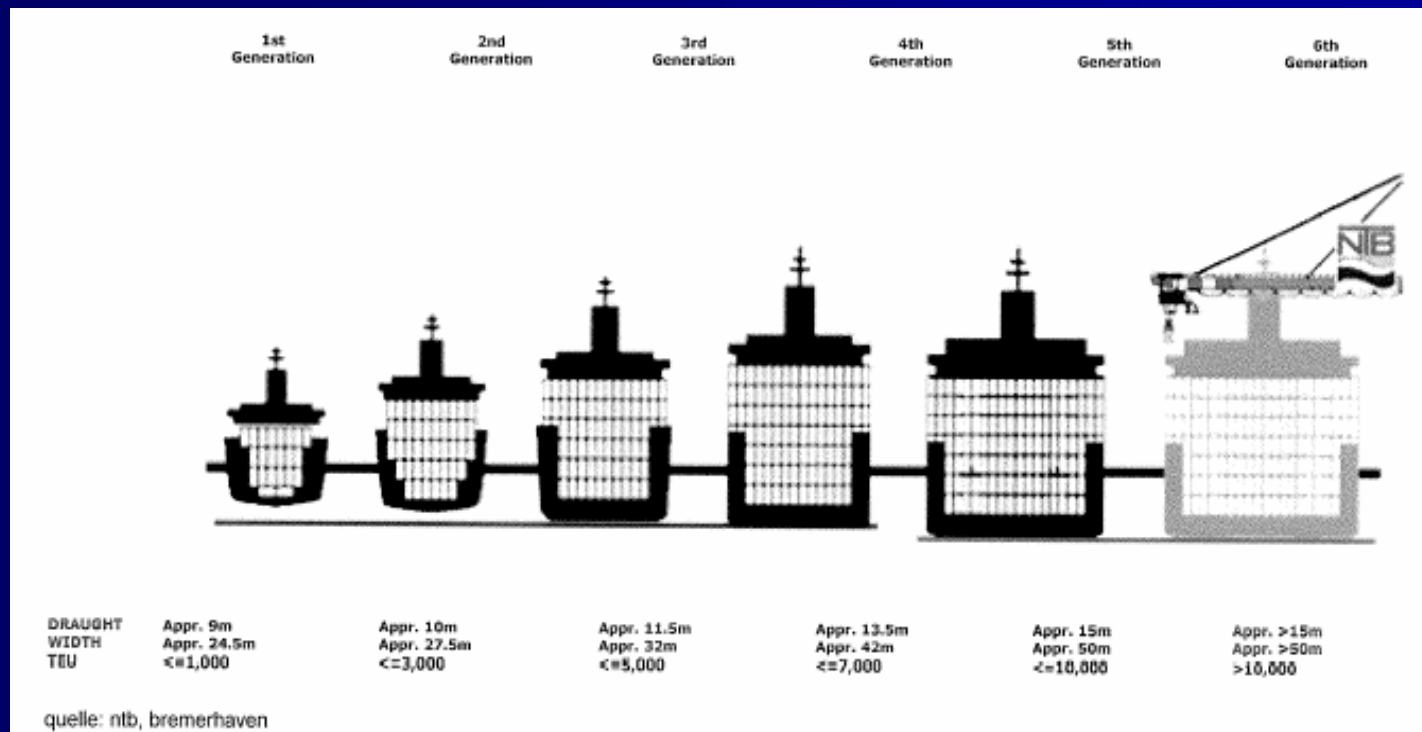 1st Generation
2nd Generation
3rd Generation
4th Generation
5th Generation
6th Generation
NTB
DRAUGHT Appr. 9m Appr. 10m Appr. 11.5m Appr. 13.5m Appr. 15m Appr. >15m
WIDTH Appr. 24.5m Appr. 27.5m Appr. 32m Appr. 42m Appr. 50m Appr. >50m
TEU <=1,000 <=3,000 <=5,000 <=7,000 <=10,000 >10,000
quelle: ntb, bremerhaven